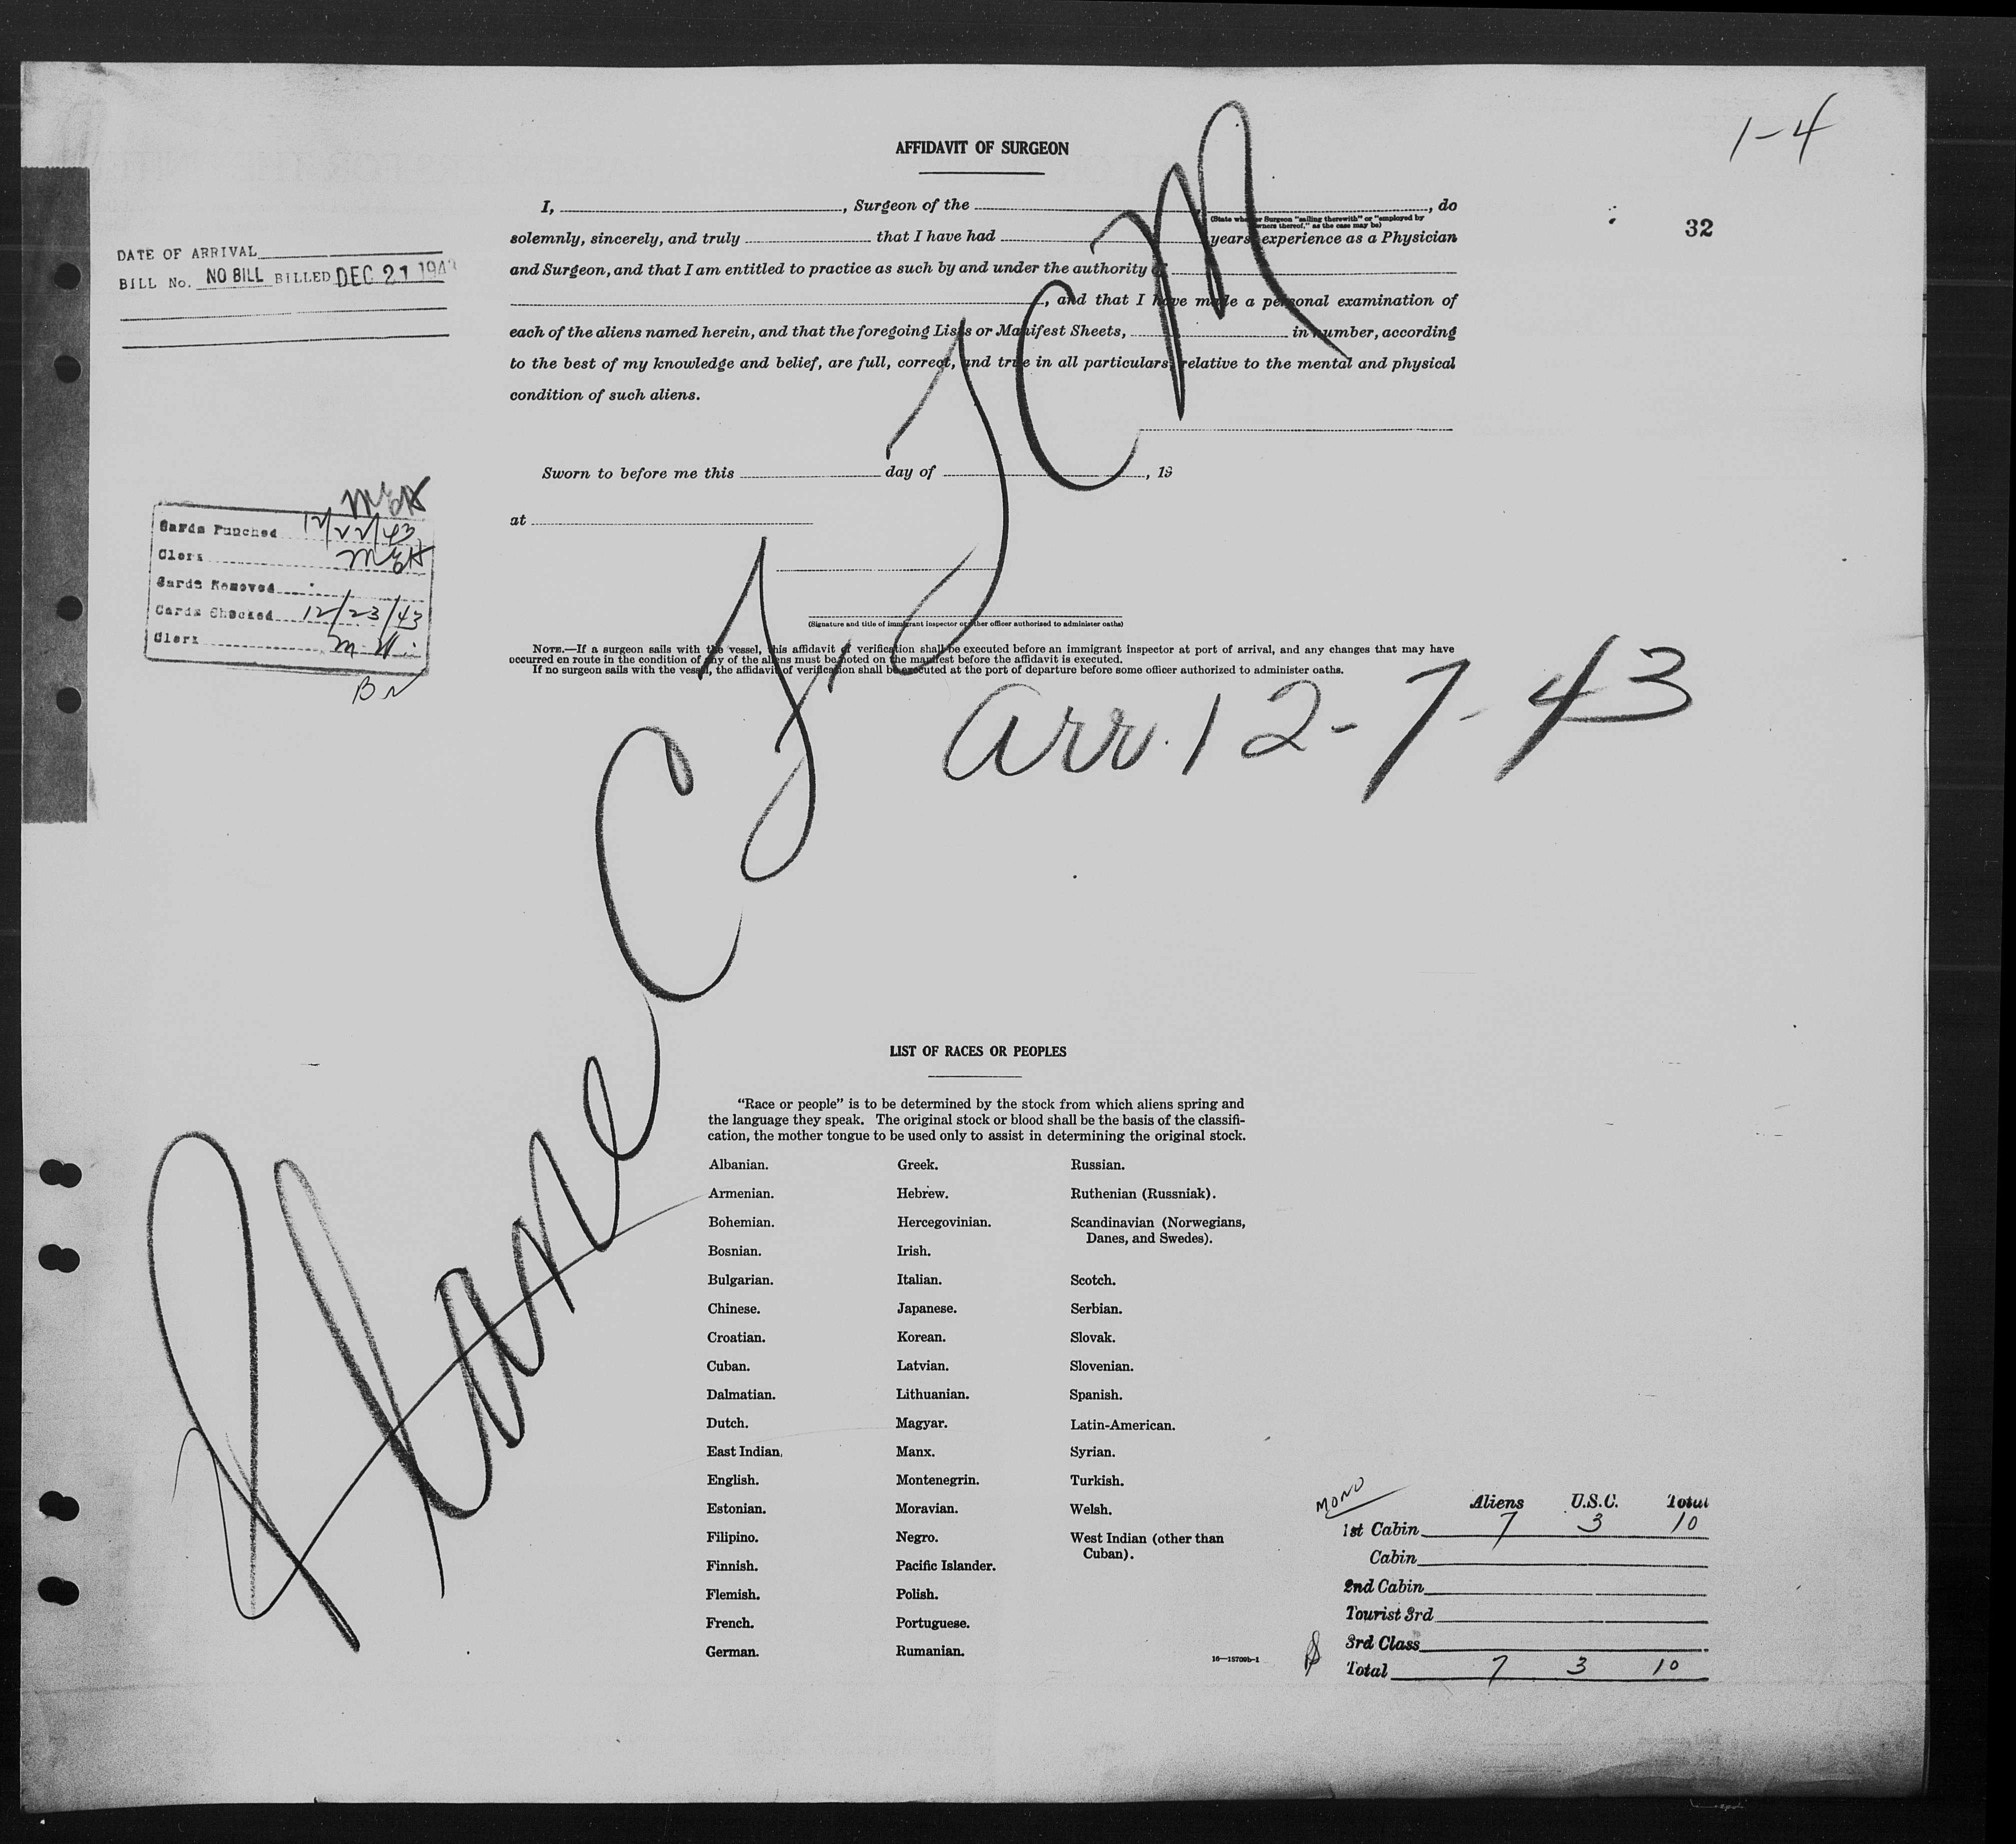 1-4
32
AFFIDAVIT OF SURGEON
I, , Surgeon of the , do
(State whether Surgeon "sailing therewith" or "employed by
owners thereof," as the case may be)
solemnly, sincerely, and truly that I have had years experience as a Physician
and Surgeon, and that I am entitled to practice as such by and under the authority of
, and that I have made a personal examination of
each of the aliens named herein, and that the foregoing Lists or Manifest Sheets, in number, according
to the best of my knowledge and belief, are full, correct, and true in all particulars relative to the mental and physical
condition of such aliens.
Sworn to before me this day of , 19
at
(Signature and title of immigrant inspector or other officer authorized to administer oaths)
NOTE.—If a surgeon sails with the vessel, this affidavit of verification shall be executed before an immigrant inspector at port of arrival, and any changes that may have
occurred en route in the condition of any of the aliens must be noted on the manifest before the affidavit is executed.
If no surgeon sails with the vessel, the affidavit of verification shall be executed at the port of departure before some officer authorized to administer oaths.
DATE OF ARRIVAL
BILL No. NO BILL BILLED DEC 21 1943
Cards Punched 12/22/43
Clerk MEH
Cards Removed
Cards Checked 12/23/43
Clerk
BN
Plane
arr. 12-7-43
LIST OF RACES OR PEOPLES
"Race or people" is to be determined by the stock from which aliens spring and
the language they speak. The original stock or blood shall be the basis of the classifi-
cation, the mother tongue to be used only to assist in determining the original stock.
Albanian. Greek. Russian.
Armenian. Hebrew. Ruthenian (Russniak).
Bohemian. Hercegovinian. Scandinavian (Norwegians,
Danes, and Swedes).
Bosnian. Irish.
Bulgarian. Italian. Scotch.
Chinese. Japanese. Serbian.
Croatian. Korean. Slovak.
Cuban. Latvian. Slovenian.
Dalmatian. Lithuanian. Spanish.
Dutch. Magyar. Latin-American.
East Indian. Manx. Syrian.
English. Montenegrin. Turkish.
Estonian. Moravian. Welsh.
Filipino. Negro. West Indian (other than
Cuban).
Finnish. Pacific Islander.
Flemish. Polish.
French. Portuguese.
German. Rumanian.
16—15709b-1
MONO
Aliens U.S.C. Total
1st Cabin 7 3 10
Cabin
2nd Cabin
Tourist 3rd
3rd Class
Total 7 3 10